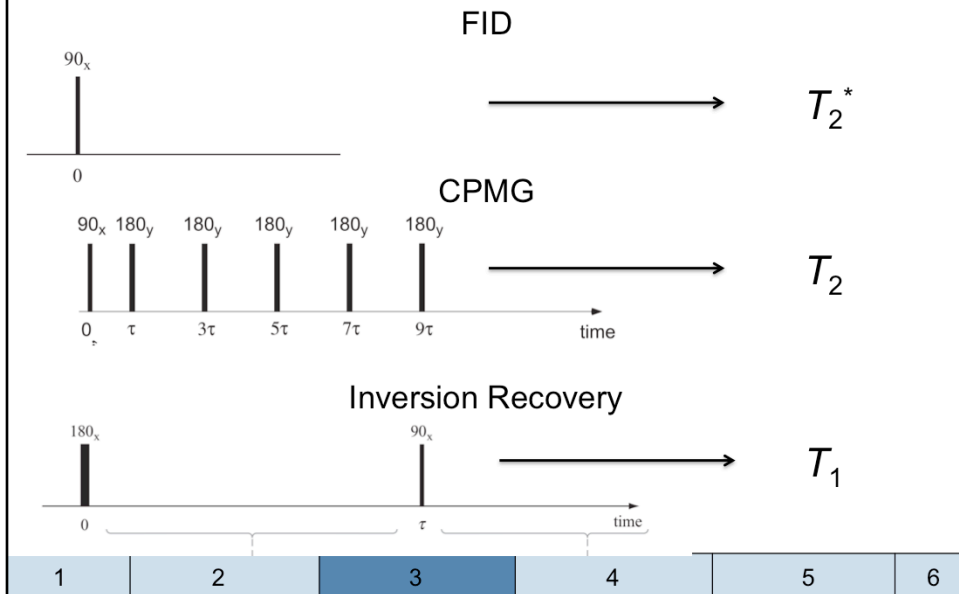 FID
90x
0
T2*
CPMG
90x 180y 180y 180y 180y 180y
0 τ 3τ 5τ 7τ 9τ time
T2
Inversion Recovery
180x 90x
0 τ time
T1
1 2 3 4 5 6